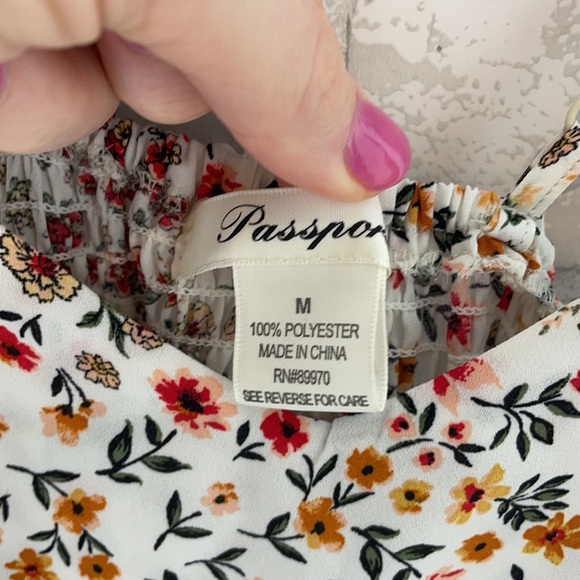 Passpor
M
100% POLYESTER
MADE IN CHINA
RN#89970
SEE REVERSE FOR CARE